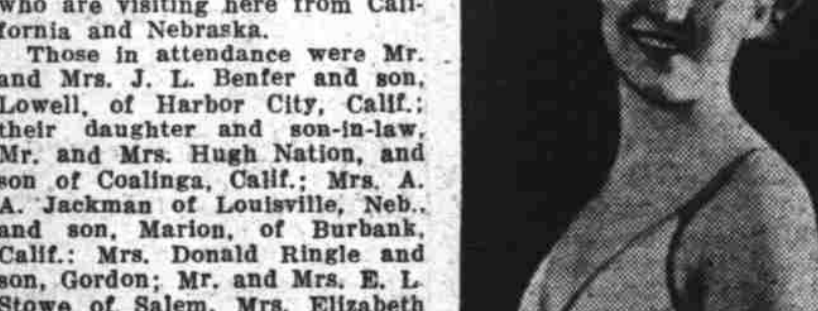 who are visiting here from Cali-
fornia and Nebraska.
Those in attendance were Mr.
and Mrs. J. L. Benfer and son,
Lowell, of Harbor City, Calif.;
their daughter and son-in-law,
Mr. and Mrs. Hugh Nation, and
son of Coalinga, Calif.; Mrs. A.
A. Jackman of Louisville, Neb.,
and son, Marion, of Burbank,
Calif.; Mrs. Donald Ringle and
son, Gordon; Mr. and Mrs. E. L.
Stowe of Salem, Mrs. Elizabeth